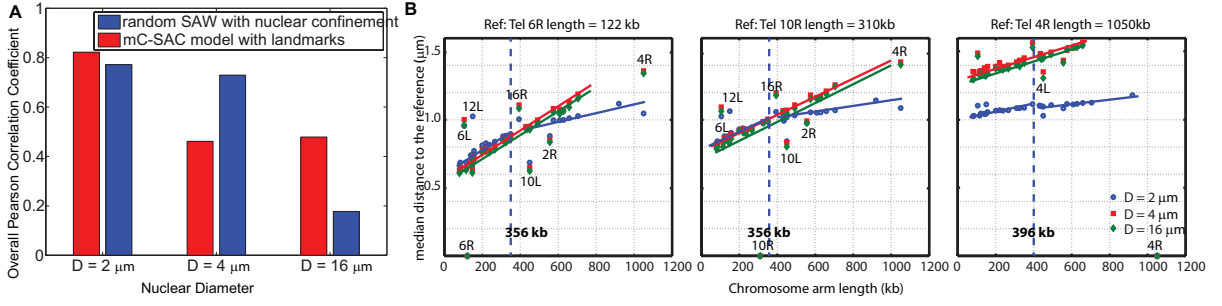 A
Overall Pearson Correlation Coefficient
1
0.8
0.6
0.4
0.2
0
random SAW with nuclear confinement
mC-SAC model with landmarks
D = 2 μm
D = 4 μm
D = 16 μm
Nuclear Diameter
B
median distance to the reference (μm)
Ref: Tel 6R length = 122 kb
1.5
1.0
0.5
4R
16R
12L
6L
2R
10L
356 kb
6R
0 200 400 600 800 1000 1200
Ref: Tel 10R length = 310kb
4R
16R
12L
6L
2R
10L
356 kb
10R
0 200 400 600 800 1000 1200
Chromosome arm length (kb)
Ref: Tel 4R length = 1050kb
4L
D = 2 μm
D = 4 μm
D = 16 μm
396 kb
4R
0 200 400 600 800 1000 1200